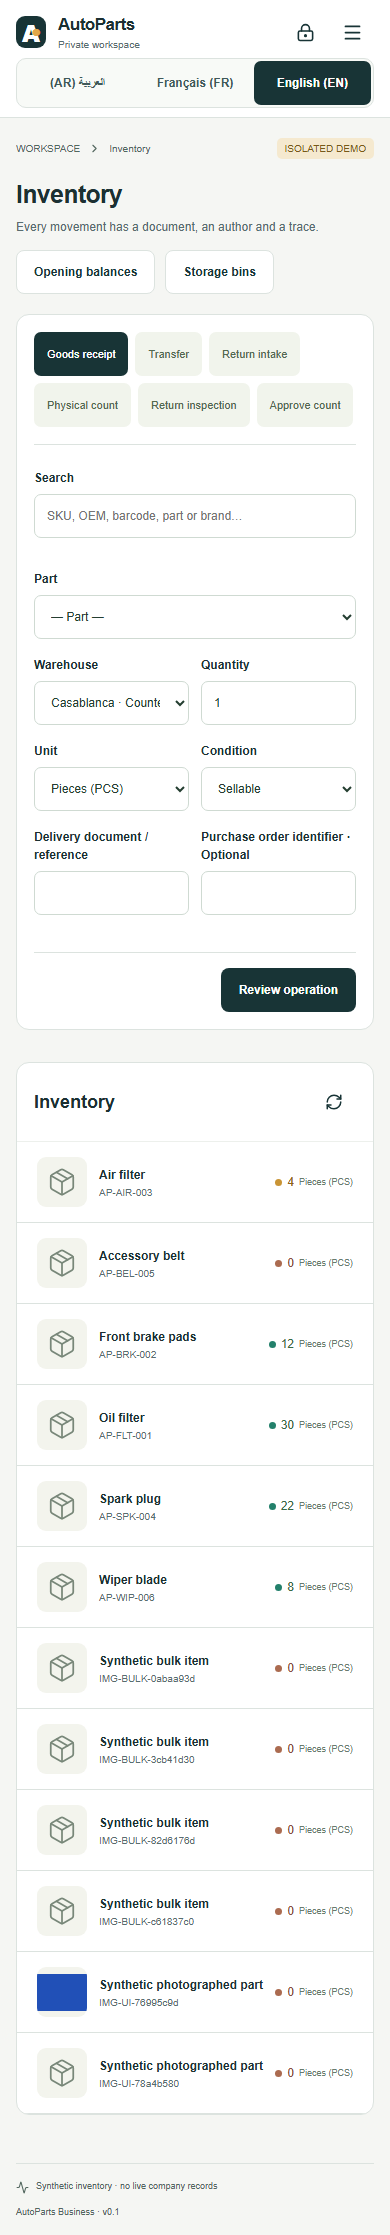 A
AutoParts
Private workspace
العربية (AR)
Français (FR)
English (EN)
WORKSPACE > Inventory
ISOLATED DEMO
Inventory
Every movement has a document, an author and a trace.
Opening balances
Storage bins
Goods receipt
Transfer
Return intake
Physical count
Return inspection
Approve count
Search
SKU, OEM, barcode, part or brand...
Part
— Part —
Warehouse
Quantity
Casablanca · Counte
1
Unit
Condition
Pieces (PCS)
Sellable
Delivery document / reference
Purchase order identifier · Optional
Review operation
Inventory
Air filter
AP-AIR-003
4 Pieces (PCS)
Accessory belt
AP-BEL-005
0 Pieces (PCS)
Front brake pads
AP-BRK-002
12 Pieces (PCS)
Oil filter
AP-FLT-001
30 Pieces (PCS)
Spark plug
AP-SPK-004
22 Pieces (PCS)
Wiper blade
AP-WIP-006
8 Pieces (PCS)
Synthetic bulk item
IMG-BULK-0abaa93d
0 Pieces (PCS)
Synthetic bulk item
IMG-BULK-3cb41d30
0 Pieces (PCS)
Synthetic bulk item
IMG-BULK-82d6176d
0 Pieces (PCS)
Synthetic bulk item
IMG-BULK-c61837c0
0 Pieces (PCS)
Synthetic photographed part
IMG-UI-76995c9d
0 Pieces (PCS)
Synthetic photographed part
IMG-UI-78a4b580
0 Pieces (PCS)
Synthetic inventory · no live company records
AutoParts Business · v0.1